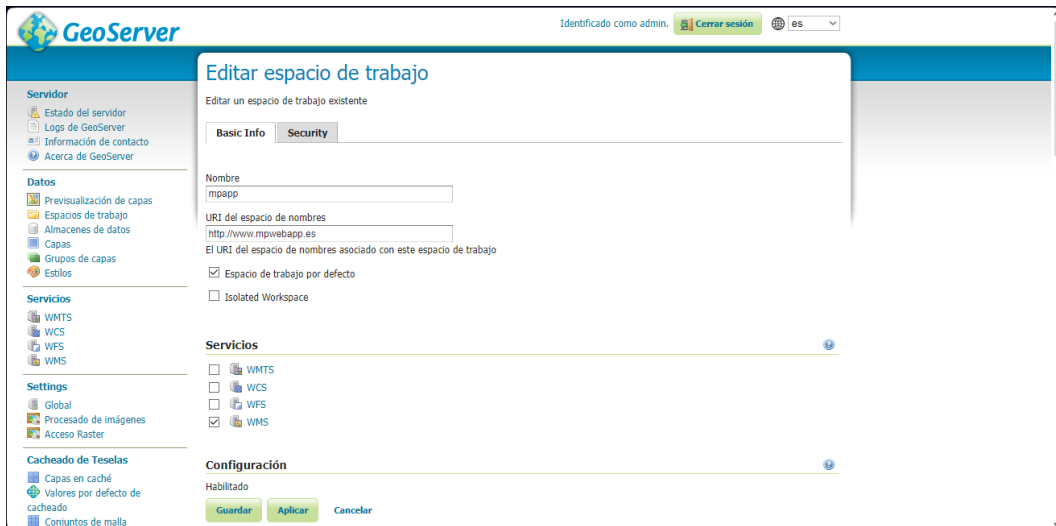 GeoServer
Identificado como admin.
Cerrar sesión
es
Servidor
Estado del servidor
Logs de GeoServer
Información de contacto
Acerca de GeoServer
Datos
Previsualización de capas
Espacios de trabajo
Almacenes de datos
Capas
Grupos de capas
Estilos
Servicios
WMTS
WCS
WFS
WMS
Settings
Global
Procesado de imágenes
Acceso Raster
Cacheado de Teselas
Capas en caché
Valores por defecto de
cacheado
Conjuntos de malla
Editar espacio de trabajo
Editar un espacio de trabajo existente
Basic Info
Security
Nombre
mpapp
URI del espacio de nombres
http://www.mpwebapp.es
El URI del espacio de nombres asociado con este espacio de trabajo
Espacio de trabajo por defecto
Isolated Workspace
Servicios
WMTS
WCS
WFS
WMS
Configuración
Habilitado
Guardar
Aplicar
Cancelar